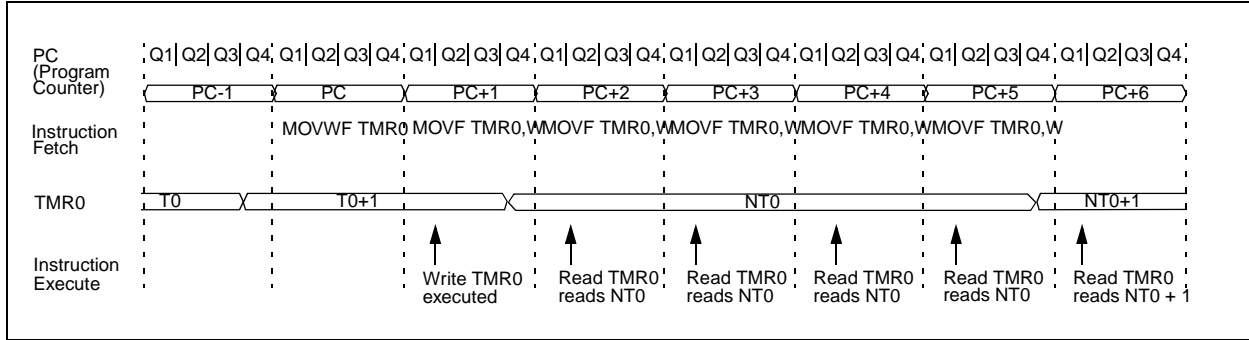 PC (Program Counter)
Q1 Q2 Q3 Q4 Q1 Q2 Q3 Q4 Q1 Q2 Q3 Q4 Q1 Q2 Q3 Q4 Q1 Q2 Q3 Q4 Q1 Q2 Q3 Q4 Q1 Q2 Q3 Q4 Q1 Q2 Q3 Q4
PC-1 PC PC+1 PC+2 PC+3 PC+4 PC+5 PC+6
Instruction Fetch
MOVWF TMR0 MOVF TMR0,W MOVF TMR0,W MOVF TMR0,W MOVF TMR0,W MOVF TMR0,W
TMR0
T0 T0+1 NT0 NT0+1
Instruction Execute
Write TMR0
executed
Read TMR0
reads NT0
Read TMR0
reads NT0
Read TMR0
reads NT0
Read TMR0
reads NT0
Read TMR0
reads NT0 + 1